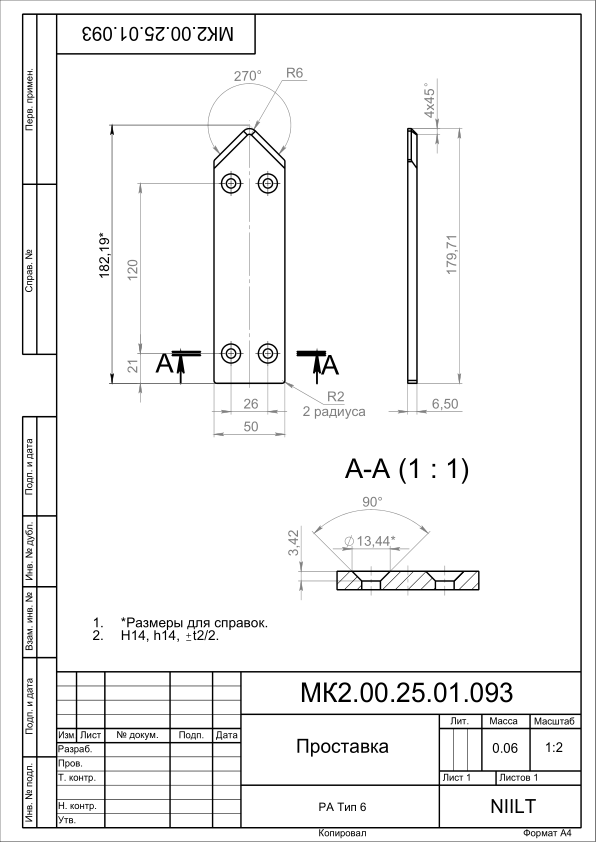 МК2.00.25.01.093
Перв. примен.
Справ. №
Подп. и дата
Инв. № дубл.
Взам. инв. №
Подп. и дата
Инв. № подл.
270°
R6
4x45°
182,19*
120
21
179,71
А
А
26
50
R2
2 радиуса
6,50
А-А (1 : 1)
90°
∅13,44*
3,42
1. *Размеры для справок.
2. H14, h14, ±t2/2.
МК2.00.25.01.093
Изм Лист № докум. Подп. Дата
Разраб.
Пров.
Т. контр.
Н. контр.
Утв.
Проставка
Лит. Масса Масштаб
0.06 1:2
Лист 1 Листов 1
РА Тип 6
NIILT
Копировал Формат А4